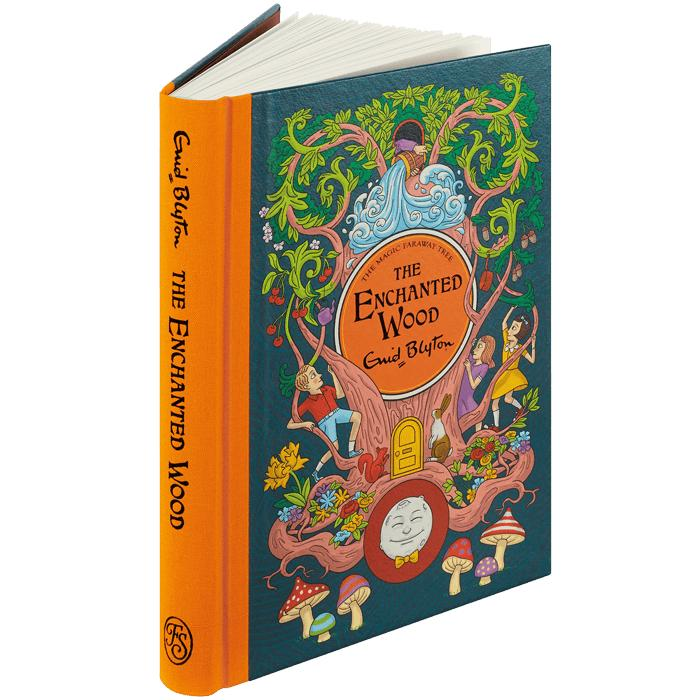 Enid Blyton THE ENCHANTED WOOD
FS
THE MAGIC FARAWAY TREE
THE
ENCHANTED
WOOD
Enid Blyton